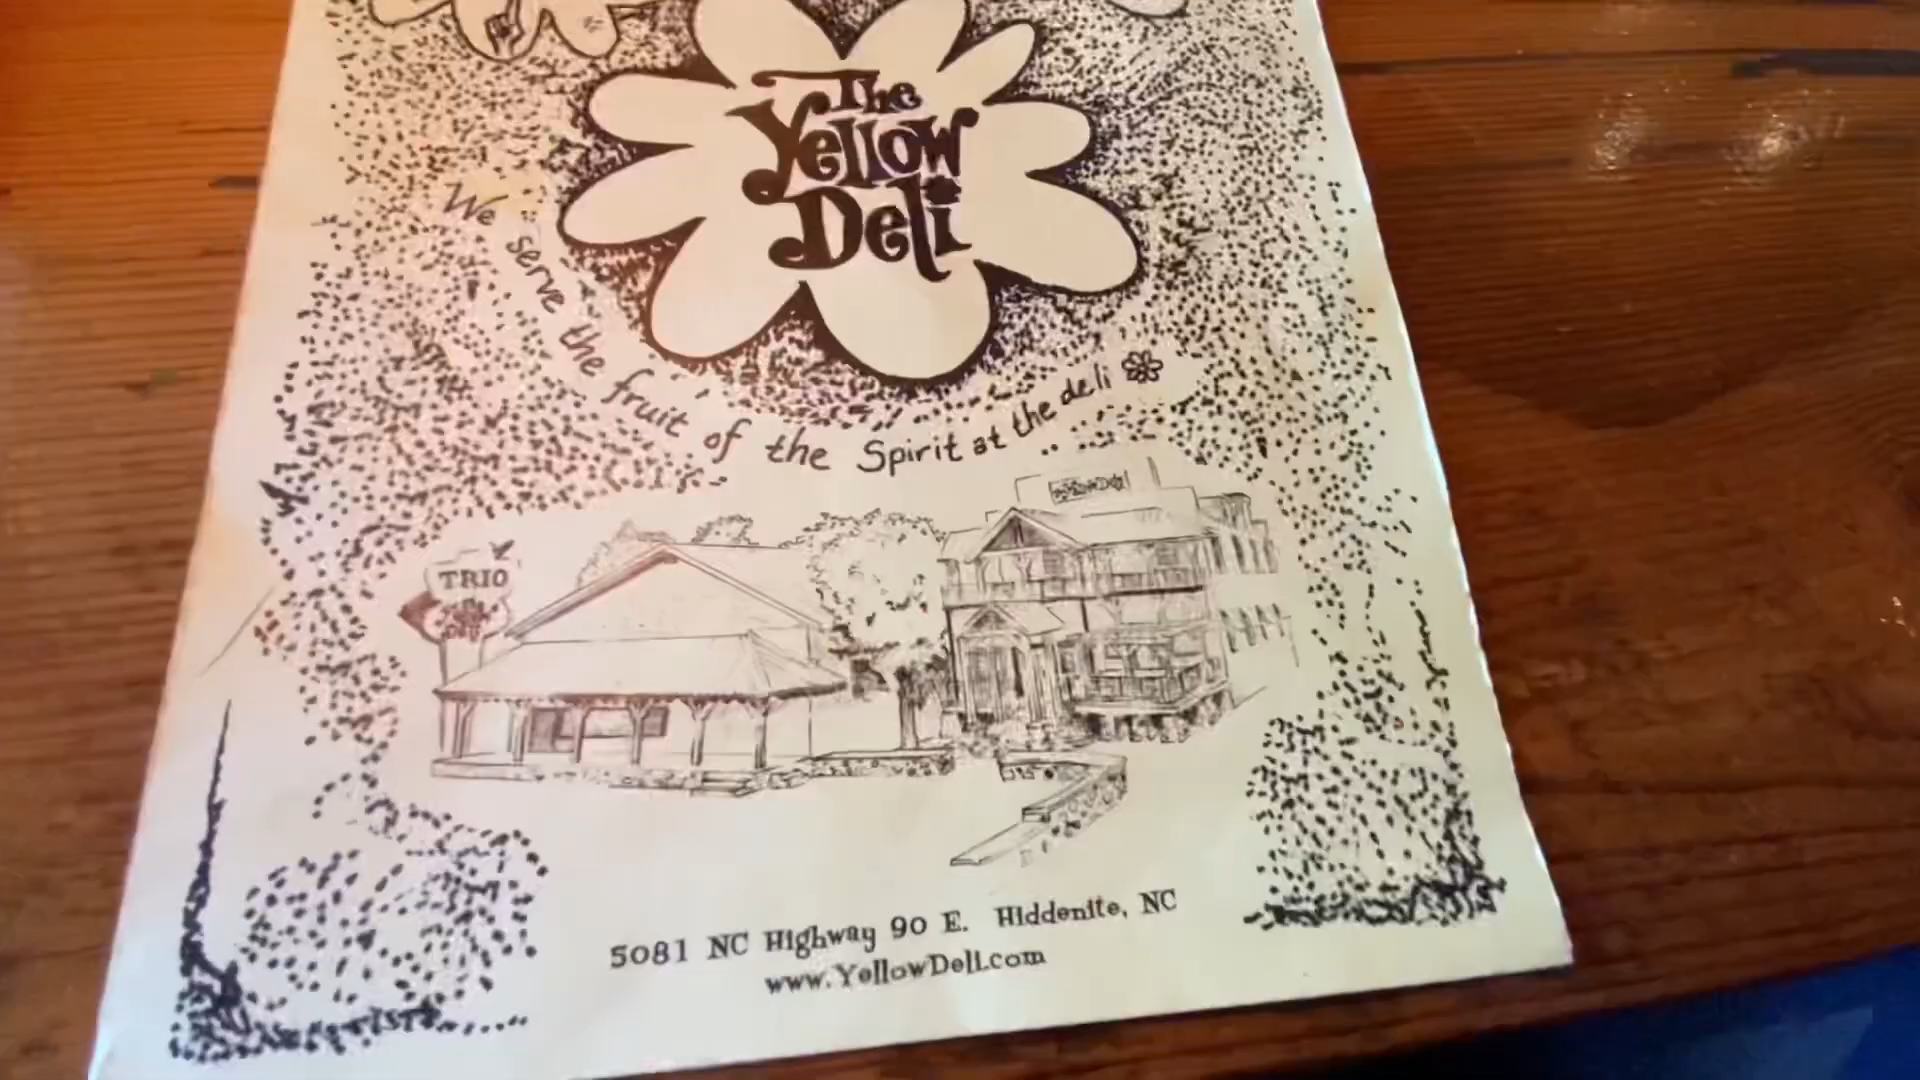 The
Yellow
Deli
We serve the fruit of the Spirit at the deli
TRIO
5081 NC Highway 90 E. Hiddenite, NC
www.YellowDeli.com